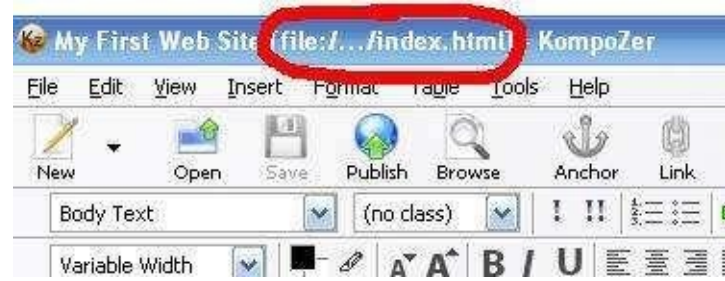 My First Web Site [file:/.../index.html] - KompoZer
File Edit View Insert Format Table Tools Help
New Open Save Publish Browse Anchor Link
Body Text (no class) ! !!
Variable Width A A B I U